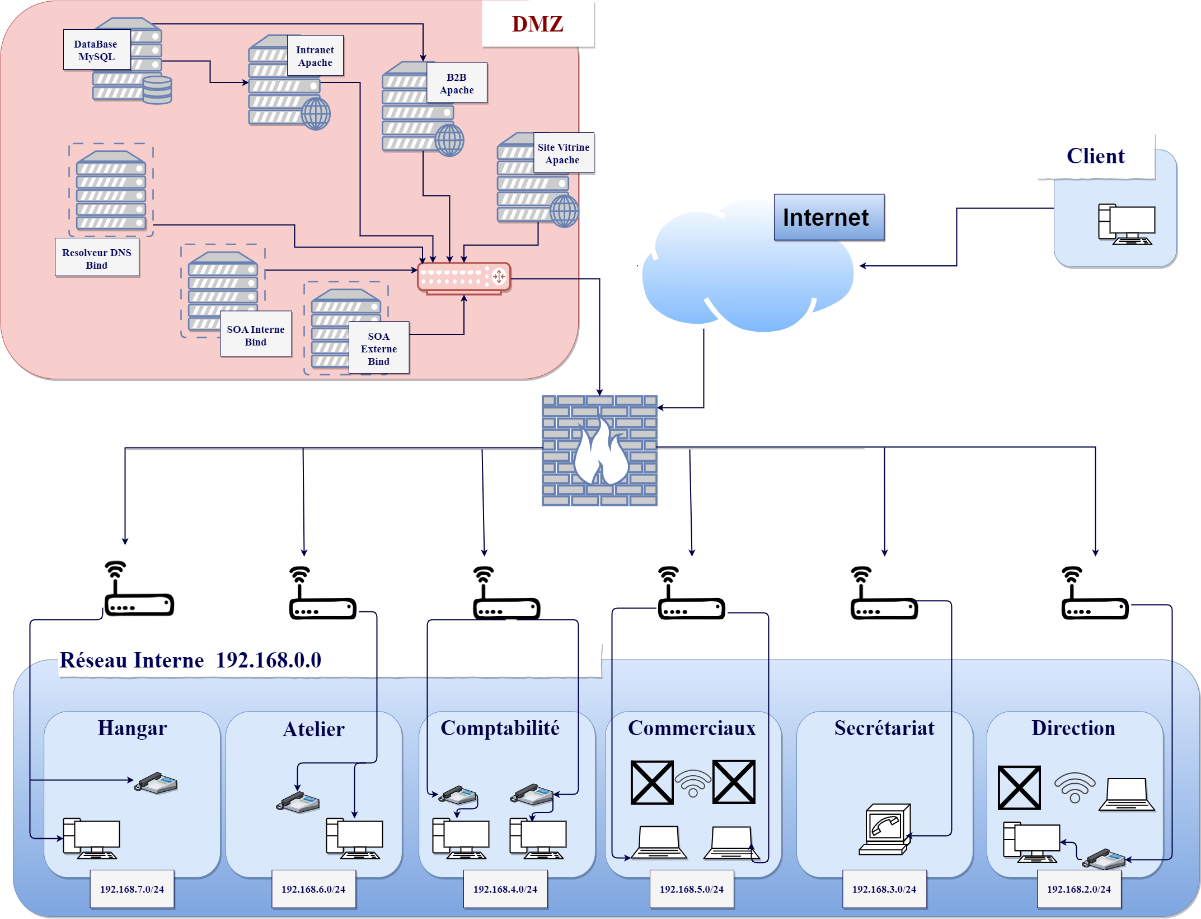 DMZ
DataBase
MySQL
Intranet
Apache
B2B
Apache
Site Vitrine
Apache
Client
Internet
Resolveur DNS
Bind
SOA Interne
Bind
SOA
Externe
Bind
Réseau Interne 192.168.0.0
Hangar
Atelier
Comptabilité
Commerciaux
Secrétariat
Direction
192.168.7.0/24
192.168.6.0/24
192.168.4.0/24
192.168.5.0/24
192.168.3.0/24
192.168.2.0/24